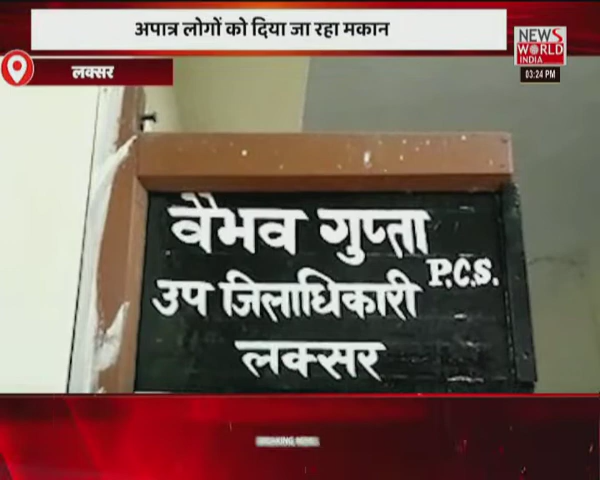 अपात्र लोगों को दिया जा रहा मकान
NEWS
WORLD
INDIA
03:24 PM
लक्सर
वैभव गुप्ता
P.C.S.
उप जिलाधिकारी
लक्सर
BREAKING NEWS